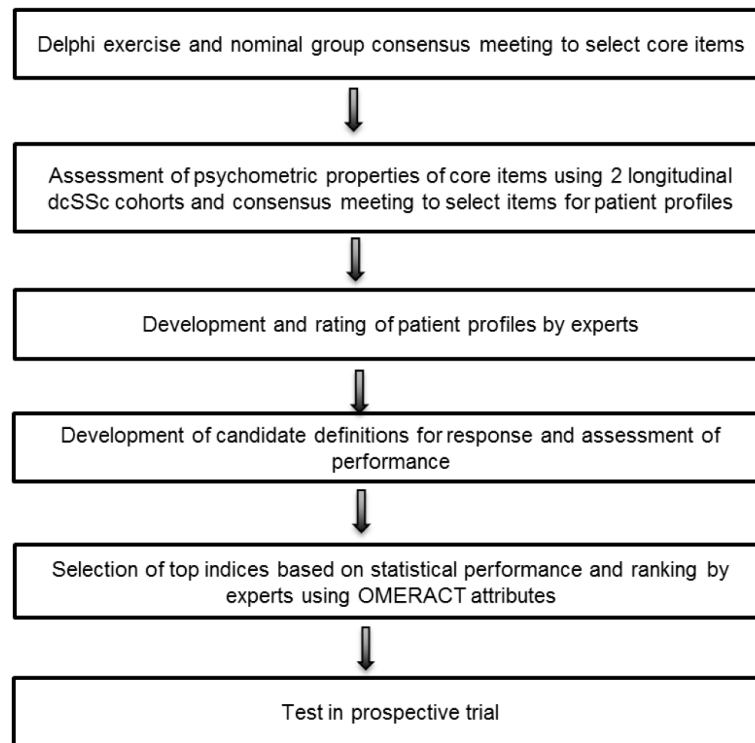 Delphi exercise and nominal group consensus meeting to select core items
Assessment of psychometric properties of core items using 2 longitudinal
dcSSc cohorts and consensus meeting to select items for patient profiles
Development and rating of patient profiles by experts
Development of candidate definitions for response and assessment of
performance
Selection of top indices based on statistical performance and ranking by
experts using OMERACT attributes
Test in prospective trial